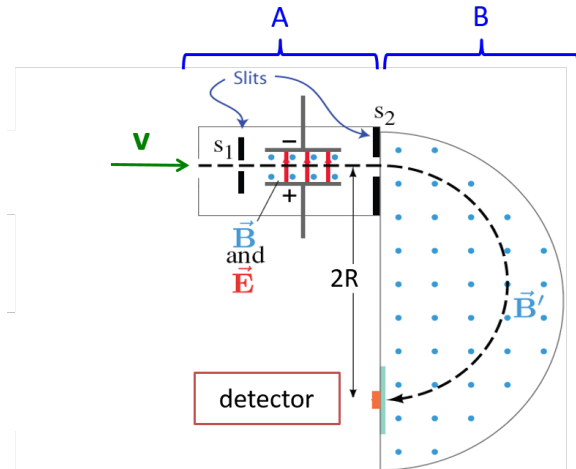 A
B
Slits
s₂
v
s₁
−
+
B⃗
and
E⃗
2R
B⃗′
detector